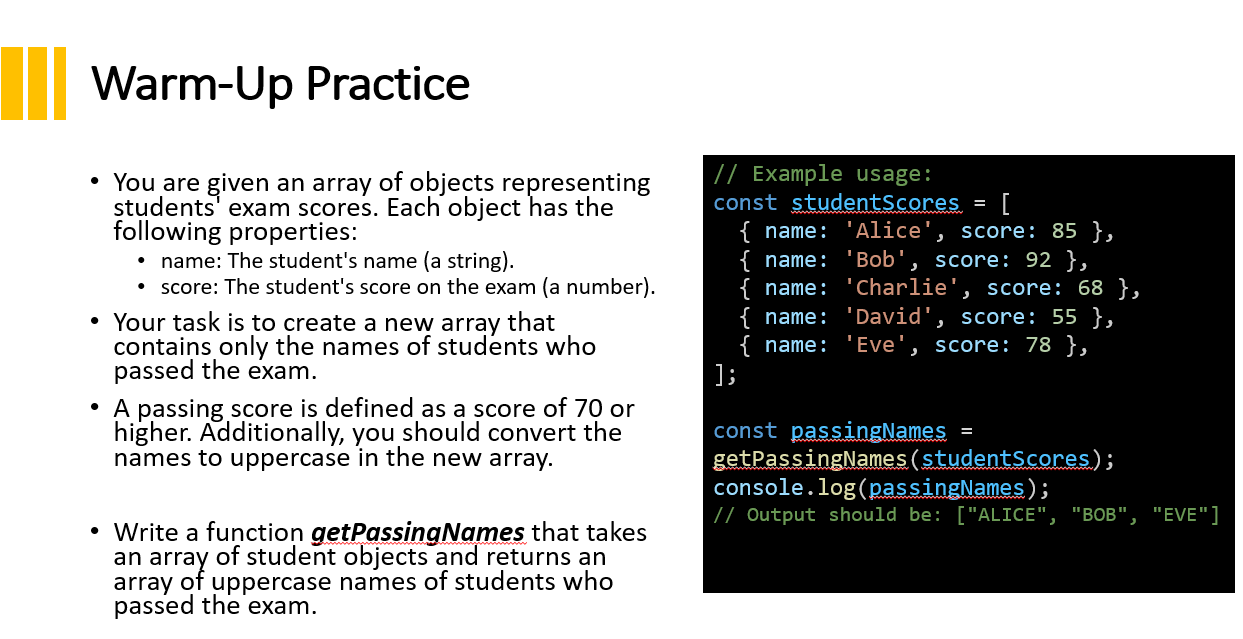 Warm-Up Practice
• You are given an array of objects representing
students' exam scores. Each object has the
following properties:
• name: The student's name (a string).
• score: The student's score on the exam (a number).
• Your task is to create a new array that
contains only the names of students who
passed the exam.
• A passing score is defined as a score of 70 or
higher. Additionally, you should convert the
names to uppercase in the new array.
• Write a function getPassingNames that takes
an array of student objects and returns an
array of uppercase names of students who
passed the exam.
// Example usage:
const studentScores = [
  { name: 'Alice', score: 85 },
  { name: 'Bob', score: 92 },
  { name: 'Charlie', score: 68 },
  { name: 'David', score: 55 },
  { name: 'Eve', score: 78 },
];
const passingNames =
getPassingNames(studentScores);
console.log(passingNames);
// Output should be: ["ALICE", "BOB", "EVE"]